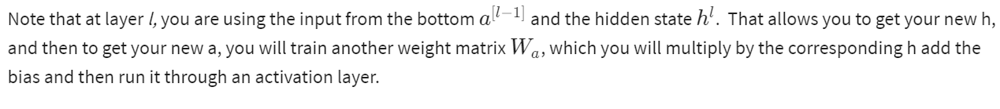 Note that at layer l, you are using the input from the bottom a^[l−1] and the hidden state h^l. That allows you to get your new h,
and then to get your new a, you will train another weight matrix W_a, which you will multiply by the corresponding h add the
bias and then run it through an activation layer.